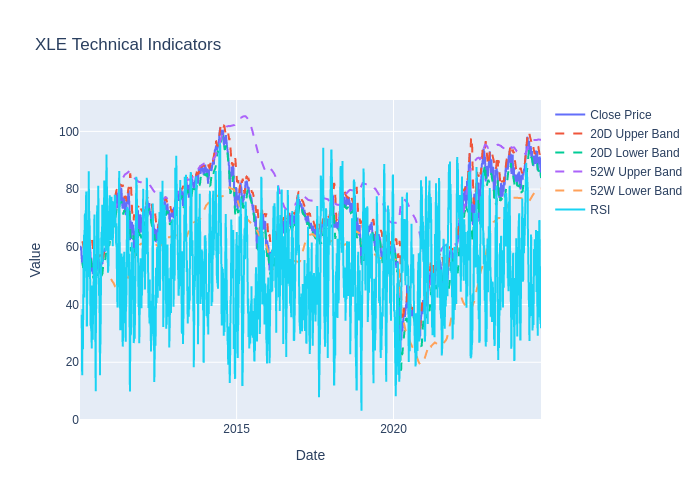 XLE Technical Indicators
Close Price
20D Upper Band
20D Lower Band
52W Upper Band
52W Lower Band
RSI
Value
100
80
60
40
20
0
2015
2020
Date